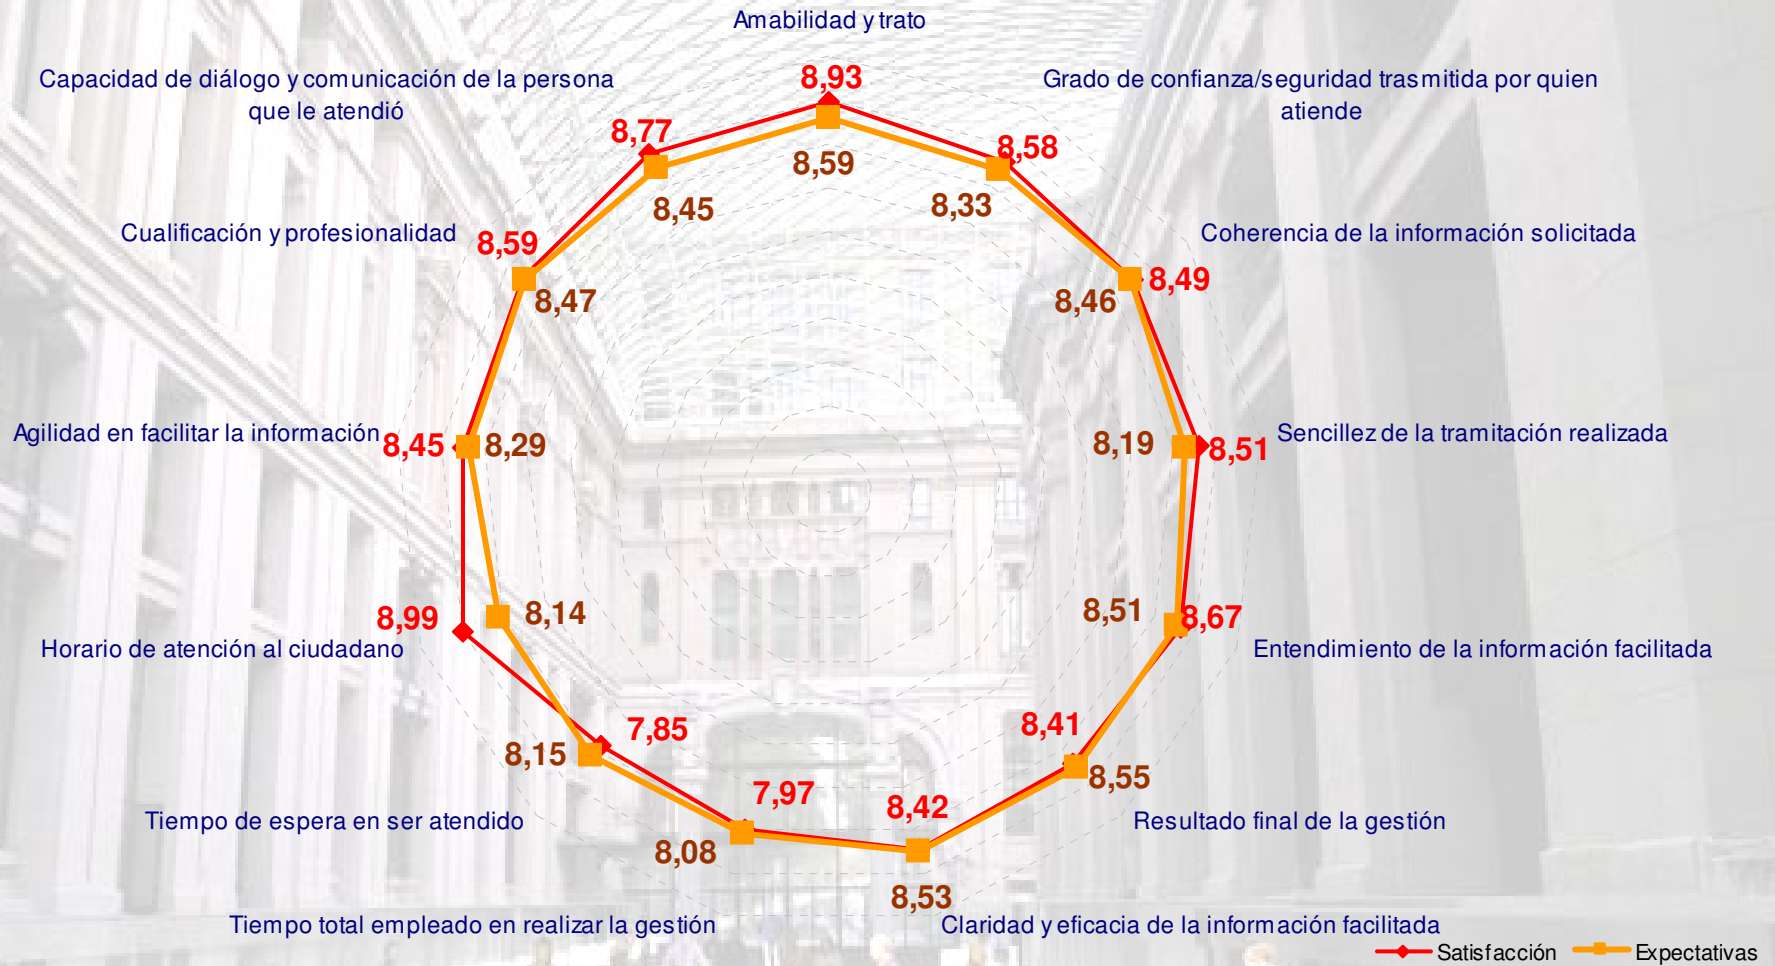 Amabilidad y trato
Capacidad de diálogo y comunicación de la persona
que le atendió
8,93
Grado de confianza/seguridad trasmitida por quien
atiende
8,77
8,58
8,59
8,45
8,33
Cualificación y profesionalidad
8,59
Coherencia de la información solicitada
8,47
8,46
8,49
Agilidad en facilitar la información
8,45
8,29
8,19
8,51
Sencillez de la tramitación realizada
8,99
8,14
8,51
8,67
Horario de atención al ciudadano
Entendimiento de la información facilitada
7,85
8,41
8,15
8,55
7,97
8,42
Tiempo de espera en ser atendido
Resultado final de la gestión
8,08
8,53
Tiempo total empleado en realizar la gestión
Claridad y eficacia de la información facilitada
Satisfacción
Expectativas